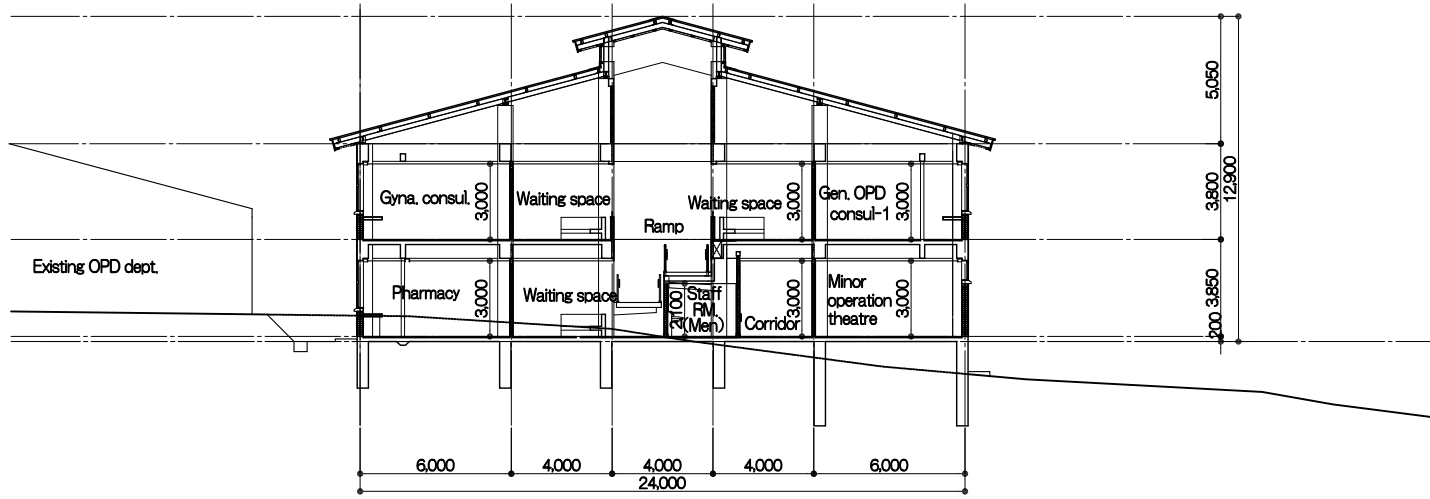 5,050
3,800
12,900
Gyna. consul.
3,000
Waiting space
Ramp
Waiting space
3,000
Gen. OPD
consul-1
3,000
Existing OPD dept.
Pharmacy
3,000
Waiting space
2,100
Staff
RM.
(Men)
Corridor
3,000
Minor
operation
theatre
3,000
200
3,850
6,000
4,000
4,000
4,000
6,000
24,000